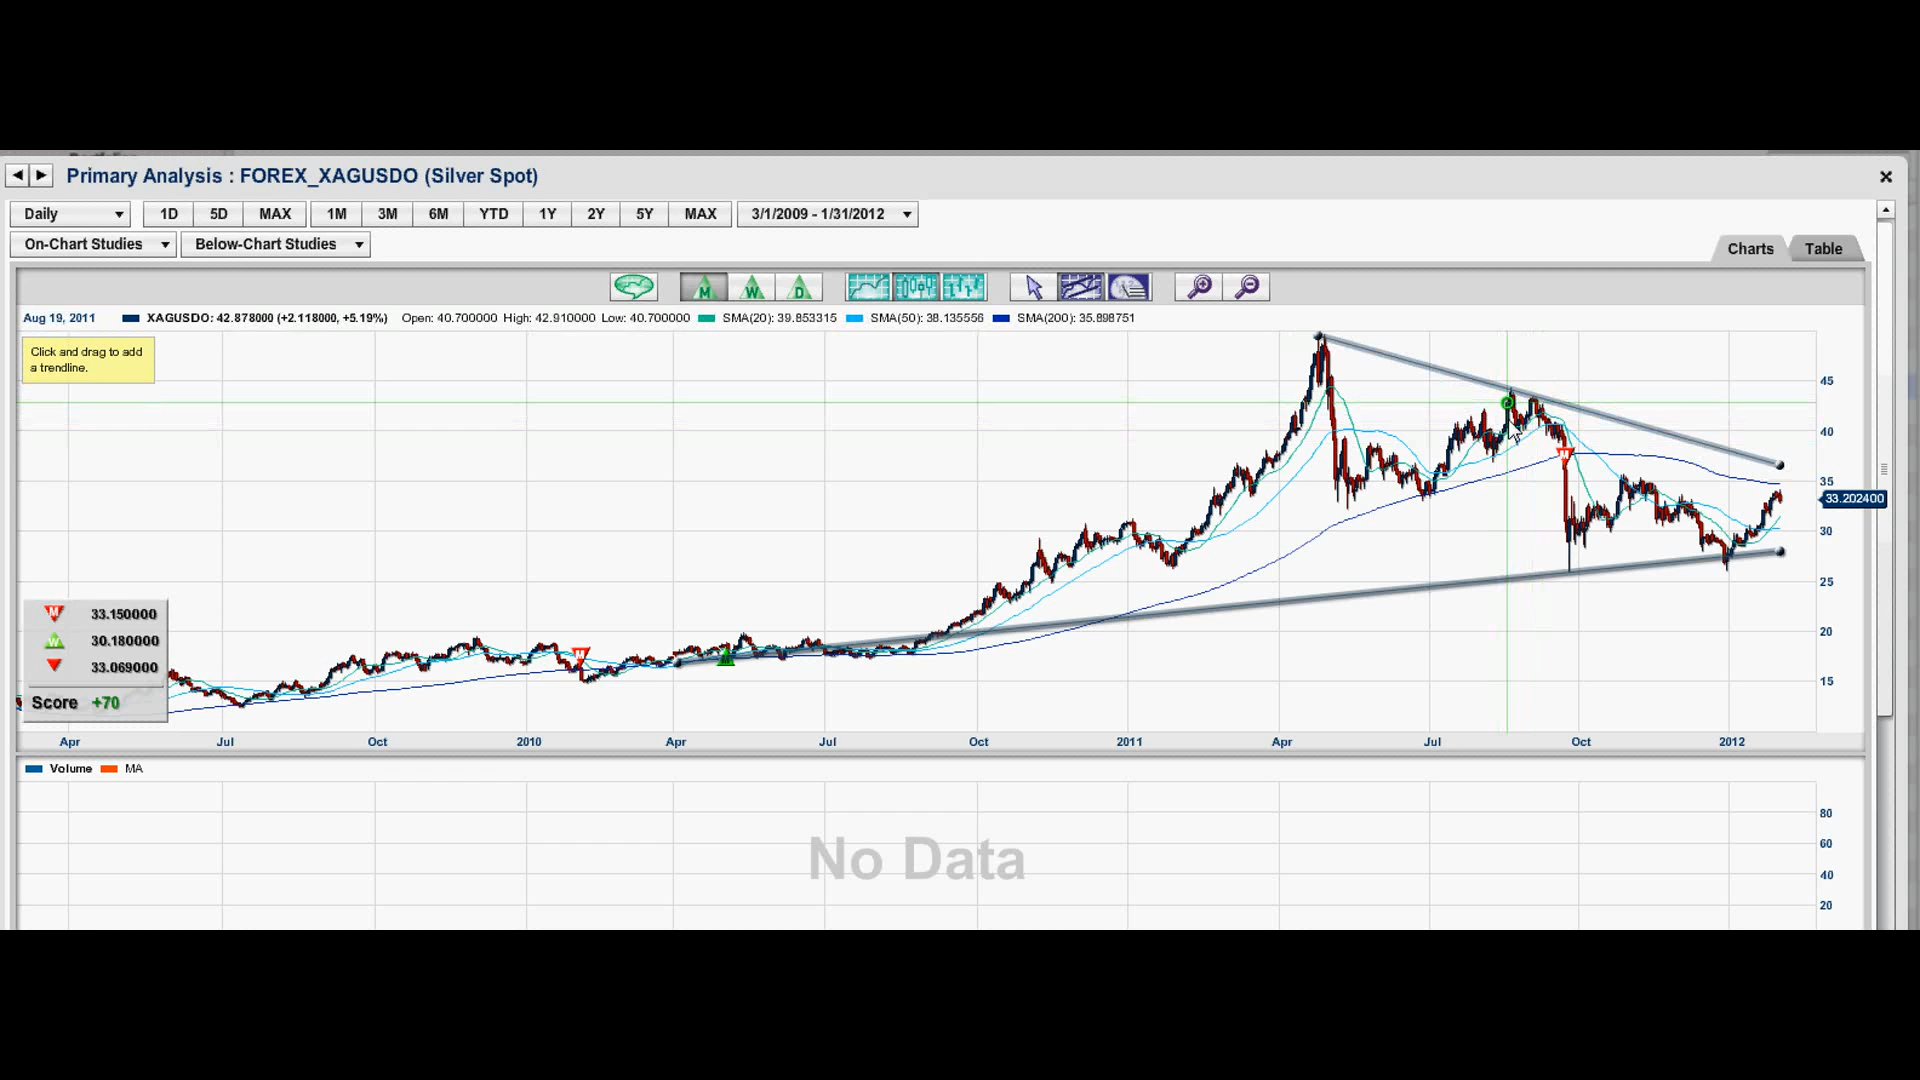 Primary Analysis : FOREX_XAGUSDO (Silver Spot)
Daily 1D 5D MAX 1M 3M 6M YTD 1Y 2Y 5Y MAX 3/1/2009 - 1/31/2012
On-Chart Studies Below-Chart Studies Charts Table
M W D
Aug 19, 2011 XAGUSDO: 42.878000 (+2.118000, +5.19%) Open: 40.700000 High: 42.910000 Low: 40.700000 SMA(20): 39.853315 SMA(50): 38.135556 SMA(200): 35.898751
Click and drag to add
a trendline.
45
40
35
33.202400
30
25
20
15
M 33.150000
W 30.180000
33.069000
Score +70
Apr Jul Oct 2010 Apr Jul Oct 2011 Apr Jul Oct 2012
Volume MA
No Data
80
60
40
20